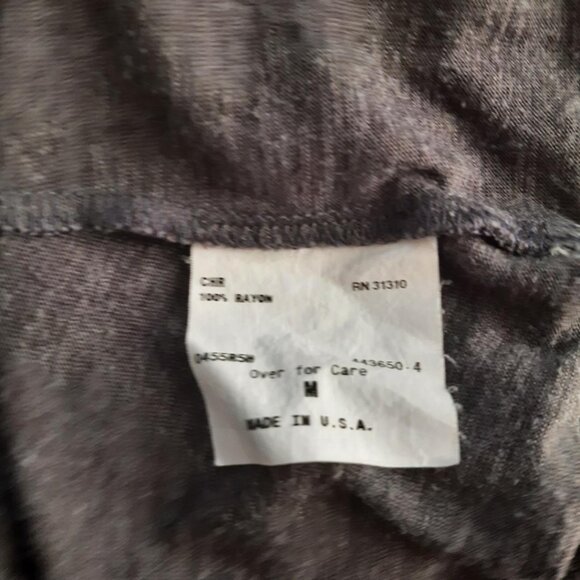 CHR
RN 31310
100% RAYON
Over for Care
M
MADE IN U.S.A.